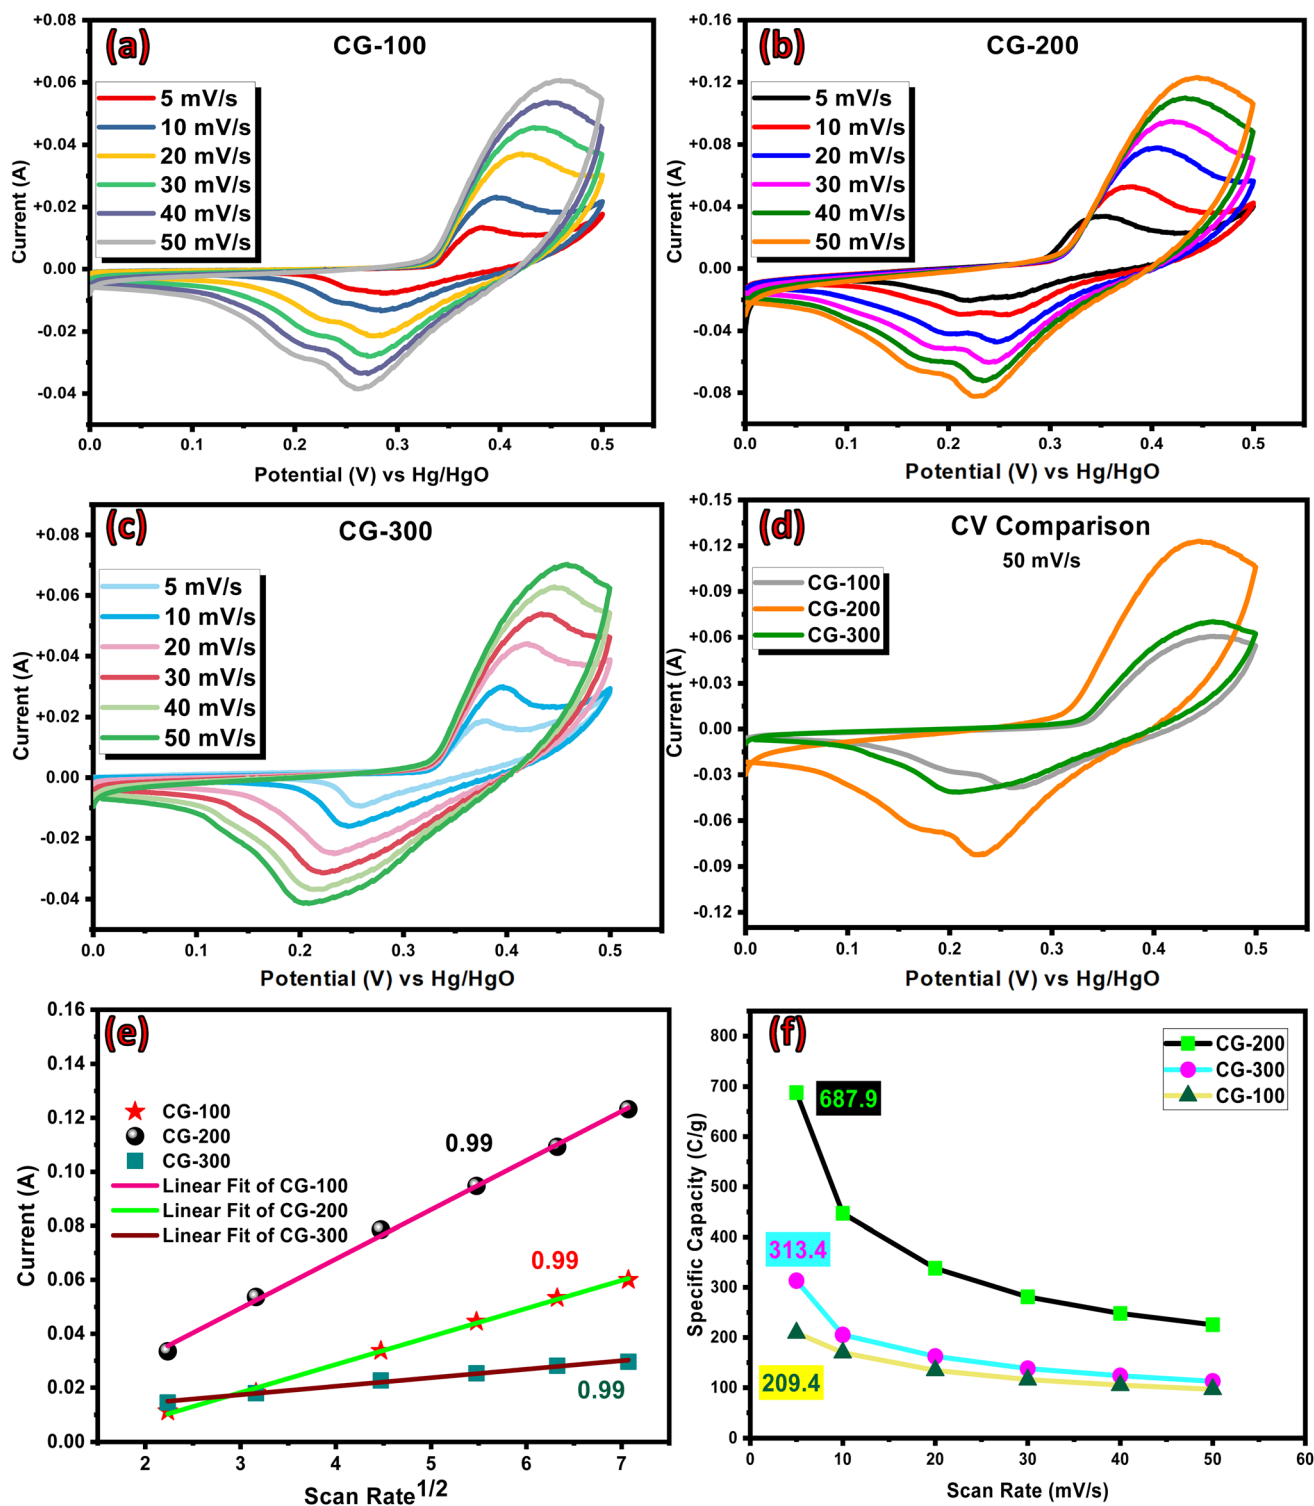 (a)
CG-100
+0.08
+0.06
+0.04
+0.02
0.00
-0.02
-0.04
Current (A)
5 mV/s
10 mV/s
20 mV/s
30 mV/s
40 mV/s
50 mV/s
0.0 0.1 0.2 0.3 0.4 0.5
Potential (V) vs Hg/HgO
(b)
CG-200
+0.16
+0.12
+0.08
+0.04
0.00
-0.04
-0.08
Current (A)
5 mV/s
10 mV/s
20 mV/s
30 mV/s
40 mV/s
50 mV/s
0.0 0.1 0.2 0.3 0.4 0.5
Potential (V) vs Hg/HgO
(c)
CG-300
+0.08
+0.06
+0.04
+0.02
0.00
-0.02
-0.04
Current (A)
5 mV/s
10 mV/s
20 mV/s
30 mV/s
40 mV/s
50 mV/s
0.0 0.1 0.2 0.3 0.4 0.5
Potential (V) vs Hg/HgO
(d)
CV Comparison
50 mV/s
+0.15
+0.12
+0.09
+0.06
+0.03
0.00
-0.03
-0.06
-0.09
-0.12
Current (A)
CG-100
CG-200
CG-300
0.0 0.1 0.2 0.3 0.4 0.5
Potential (V) vs Hg/HgO
(e)
0.16
0.14
0.12
0.10
0.08
0.06
0.04
0.02
0.00
Current (A)
CG-100
CG-200
CG-300
Linear Fit of CG-100
Linear Fit of CG-200
Linear Fit of CG-300
0.99
0.99
0.99
2 3 4 5 6 7
Scan Rate1/2
(f)
800
700
600
500
400
300
200
100
0
Specific Capacity (C/g)
CG-200
CG-300
CG-100
687.9
313.4
209.4
0 10 20 30 40 50 60
Scan Rate (mV/s)